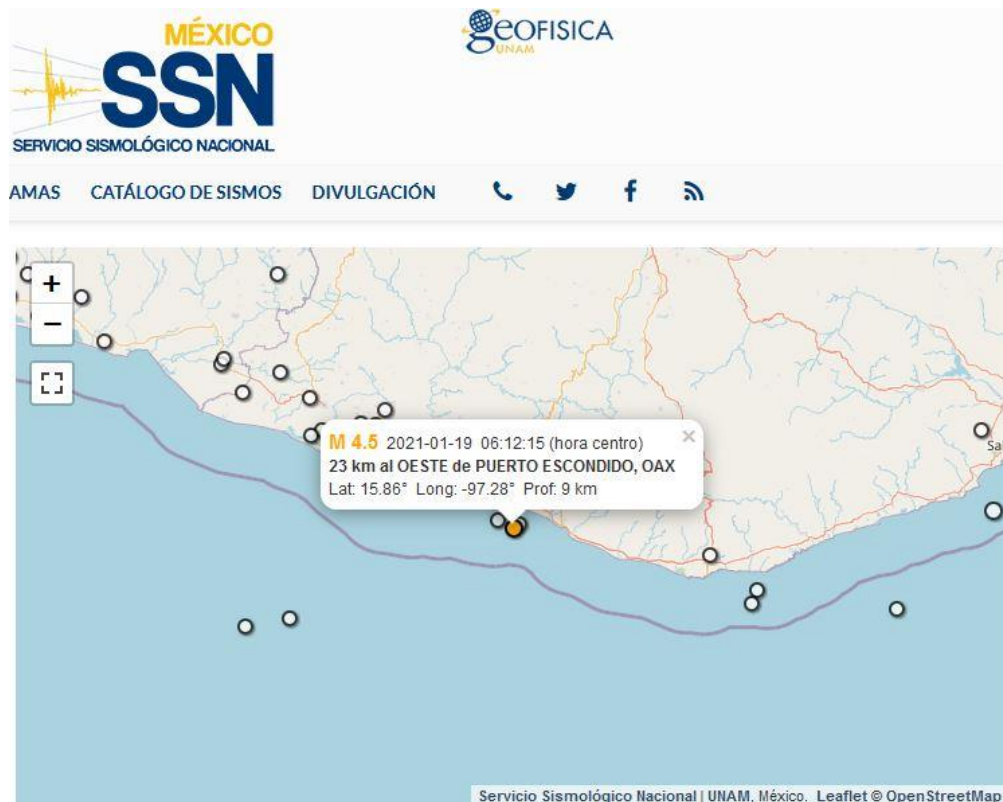 MÉXICO
SSN
SERVICIO SISMOLÓGICO NACIONAL
GEOFISICA
UNAM
AMAS CATÁLOGO DE SISMOS DIVULGACIÓN
+
−
M 4.5 2021-01-19 06:12:15 (hora centro) ×
23 km al OESTE de PUERTO ESCONDIDO, OAX
Lat: 15.86° Long: -97.28° Prof: 9 km
Sa
Servicio Sismológico Nacional | UNAM, México. Leaflet © OpenStreetMap